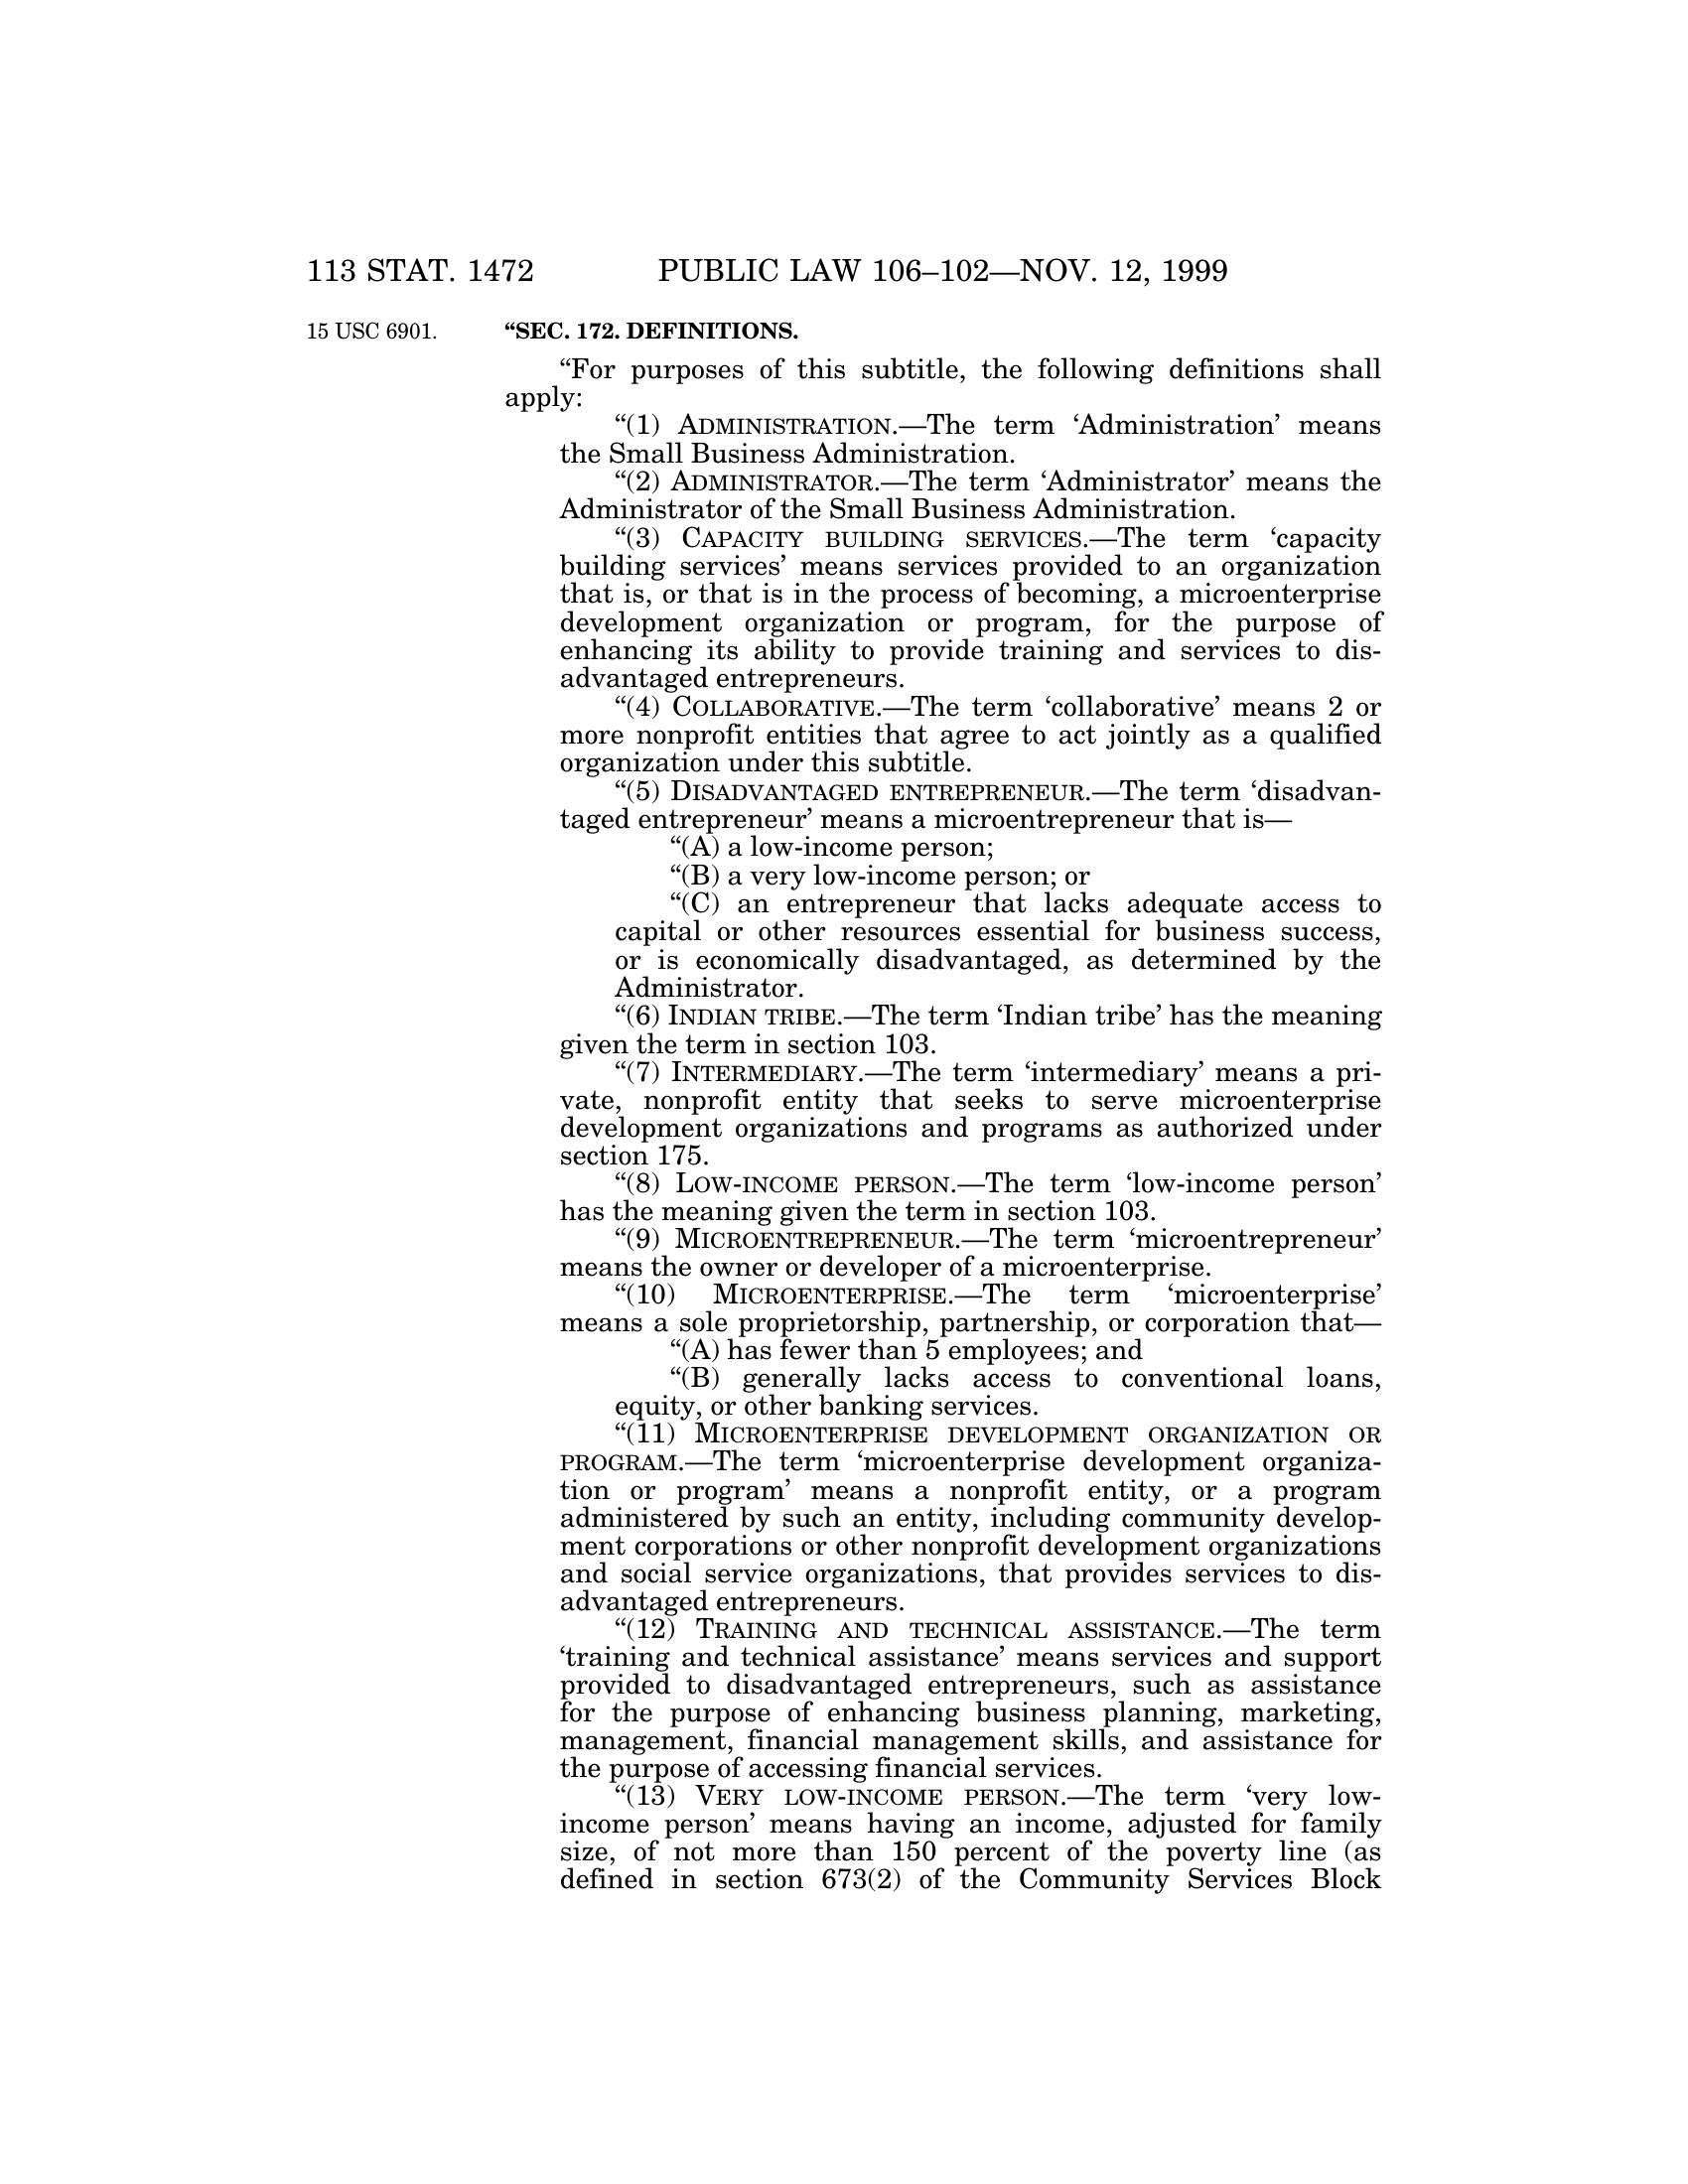 113 STAT. 1472 PUBLIC LAW 106–102—NOV. 12, 1999
15 USC 6901.
“SEC. 172. DEFINITIONS.
“For purposes of this subtitle, the following definitions shall
apply:
“(1) ADMINISTRATION.—The term ‘Administration’ means
the Small Business Administration.
“(2) ADMINISTRATOR.—The term ‘Administrator’ means the
Administrator of the Small Business Administration.
“(3) CAPACITY BUILDING SERVICES.—The term ‘capacity
building services’ means services provided to an organization
that is, or that is in the process of becoming, a microenterprise
development organization or program, for the purpose of
enhancing its ability to provide training and services to dis-
advantaged entrepreneurs.
“(4) COLLABORATIVE.—The term ‘collaborative’ means 2 or
more nonprofit entities that agree to act jointly as a qualified
organization under this subtitle.
“(5) DISADVANTAGED ENTREPRENEUR.—The term ‘disadvan-
taged entrepreneur’ means a microentrepreneur that is—
“(A) a low-income person;
“(B) a very low-income person; or
“(C) an entrepreneur that lacks adequate access to
capital or other resources essential for business success,
or is economically disadvantaged, as determined by the
Administrator.
“(6) INDIAN TRIBE.—The term ‘Indian tribe’ has the meaning
given the term in section 103.
“(7) INTERMEDIARY.—The term ‘intermediary’ means a pri-
vate, nonprofit entity that seeks to serve microenterprise
development organizations and programs as authorized under
section 175.
“(8) LOW-INCOME PERSON.—The term ‘low-income person’
has the meaning given the term in section 103.
“(9) MICROENTREPRENEUR.—The term ‘microentrepreneur’
means the owner or developer of a microenterprise.
“(10) MICROENTERPRISE.—The term ‘microenterprise’
means a sole proprietorship, partnership, or corporation that—
“(A) has fewer than 5 employees; and
“(B) generally lacks access to conventional loans,
equity, or other banking services.
“(11) MICROENTERPRISE DEVELOPMENT ORGANIZATION OR
PROGRAM.—The term ‘microenterprise development organiza-
tion or program’ means a nonprofit entity, or a program
administered by such an entity, including community develop-
ment corporations or other nonprofit development organizations
and social service organizations, that provides services to dis-
advantaged entrepreneurs.
“(12) TRAINING AND TECHNICAL ASSISTANCE.—The term
‘training and technical assistance’ means services and support
provided to disadvantaged entrepreneurs, such as assistance
for the purpose of enhancing business planning, marketing,
management, financial management skills, and assistance for
the purpose of accessing financial services.
“(13) VERY LOW-INCOME PERSON.—The term ‘very low-
income person’ means having an income, adjusted for family
size, of not more than 150 percent of the poverty line (as
defined in section 673(2) of the Community Services Block